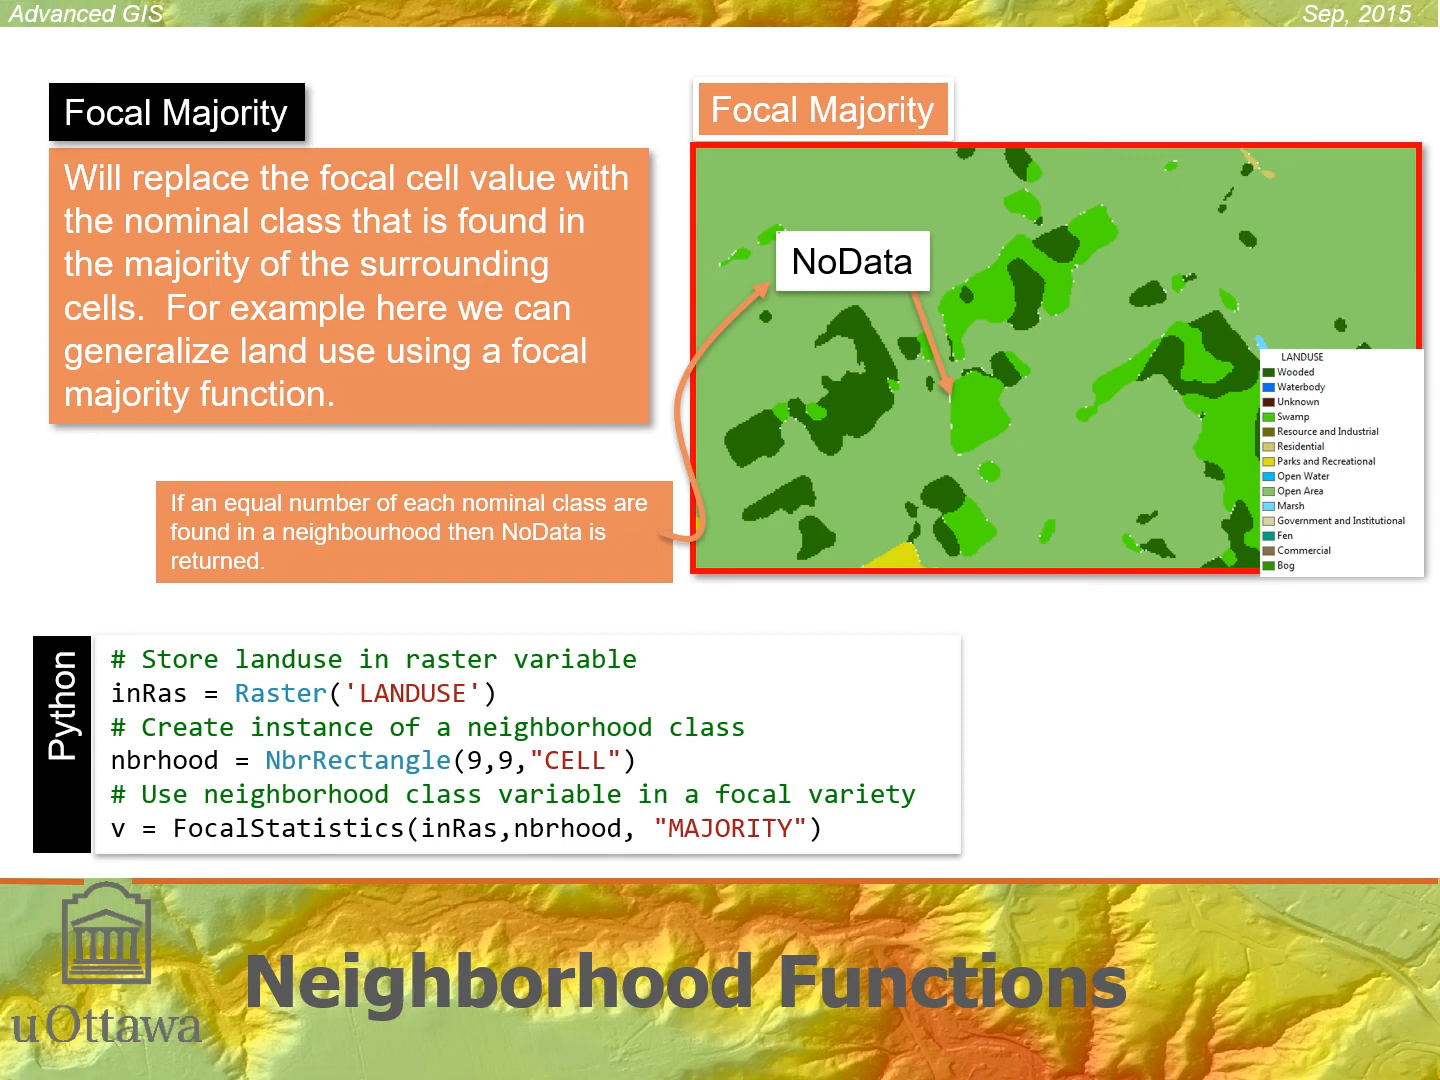 Advanced GIS
Sep, 2015
Focal Majority
Will replace the focal cell value with
the nominal class that is found in
the majority of the surrounding
cells.  For example here we can
generalize land use using a focal
majority function.
If an equal number of each nominal class are
found in a neighbourhood then NoData is
returned.
Focal Majority
NoData
LANDUSE
Wooded
Waterbody
Unknown
Swamp
Resource and Industrial
Residential
Parks and Recreational
Open Water
Open Area
Marsh
Government and Institutional
Fen
Commercial
Bog
Python
# Store landuse in raster variable
inRas = Raster('LANDUSE')
# Create instance of a neighborhood class
nbrhood = NbrRectangle(9,9,"CELL")
# Use neighborhood class variable in a focal variety
v = FocalStatistics(inRas,nbrhood, "MAJORITY")
uOttawa
Neighborhood Functions